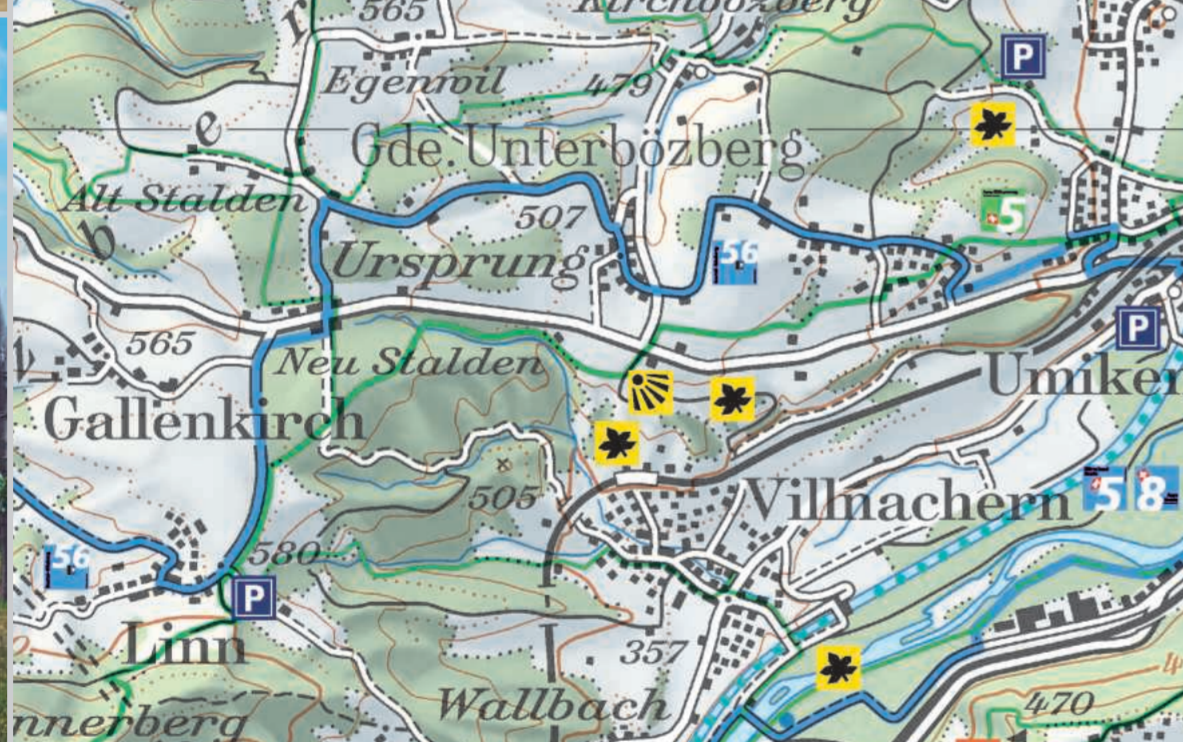 565
Kirchbözberg
P
Egenwil
479
r
e
Gde. Unterbözberg
Alt Stalden
507
5
b
Ursprung
56
565
Neu Stalden
P
Umiken
Gallenkirch
505
Villnachern
5 8
56
580
P
Linn
357
Wallbach
470
nnerberg